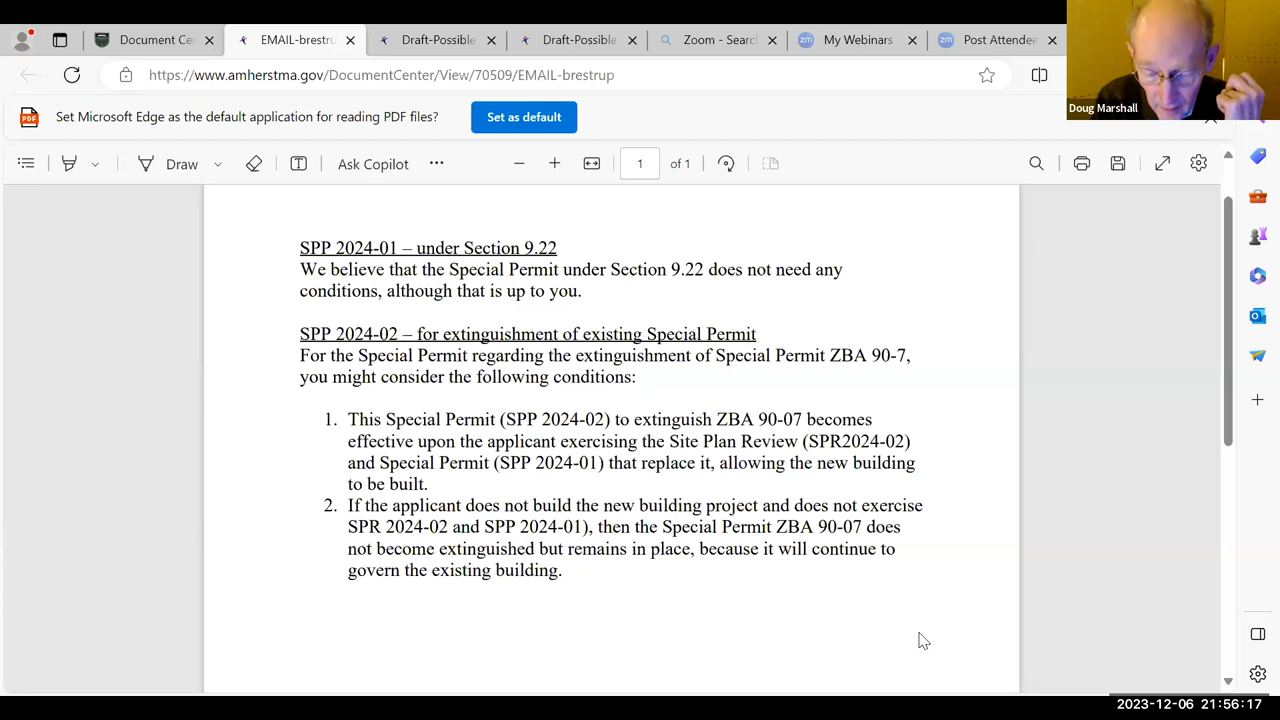 Document Cer
EMAIL-brestru
Draft-Possible
Draft-Possible
Zoom - Searc
My Webinars
Post Attende
https://www.amherstma.gov/DocumentCenter/View/70509/EMAIL-brestrup
Doug Marshall
Set Microsoft Edge as the default application for reading PDF files?
Set as default
Draw
Ask Copilot
1
of 1
SPP 2024-01 – under Section 9.22
We believe that the Special Permit under Section 9.22 does not need any
conditions, although that is up to you.
SPP 2024-02 – for extinguishment of existing Special Permit
For the Special Permit regarding the extinguishment of Special Permit ZBA 90-7,
you might consider the following conditions:
1. This Special Permit (SPP 2024-02) to extinguish ZBA 90-07 becomes
effective upon the applicant exercising the Site Plan Review (SPR2024-02)
and Special Permit (SPP 2024-01) that replace it, allowing the new building
to be built.
2. If the applicant does not build the new building project and does not exercise
SPR 2024-02 and SPP 2024-01), then the Special Permit ZBA 90-07 does
not become extinguished but remains in place, because it will continue to
govern the existing building.
2023-12-06 21:56:17